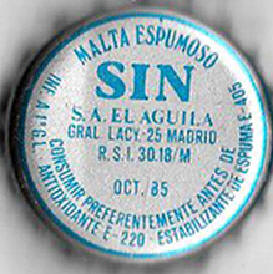 MALTA ESPUMOSO
SIN
S.A. EL AGUILA
GRAL. LACY-25 MADRID
R.S.I. 30.18/M
OCT. 85
CONSUMIR PREFERENTEMENTE ANTES DE
ANTIOXIDANTE E-220 - ESTABILIZANTE DE ESPUMA E 405